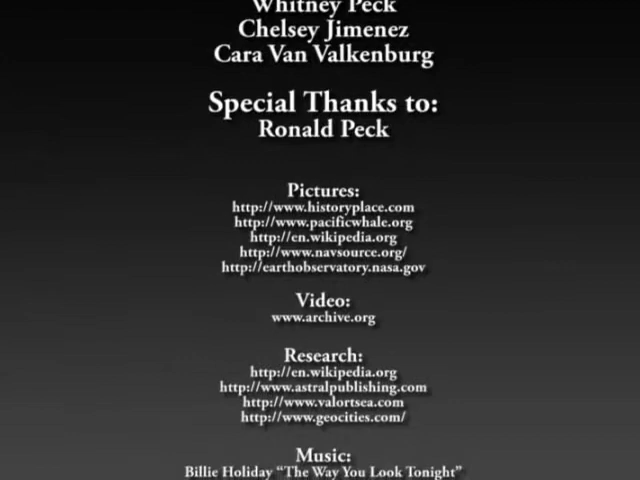 Whitney Peck
Chelsey Jimenez
Cara Van Valkenburg
Special Thanks to:
Ronald Peck
Pictures:
http://www.historyplace.com
http://www.pacificwhale.org
http://en.wikipedia.org
http://www.navsource.org/
http://earthobservatory.nasa.gov
Video:
www.archive.org
Research:
http://en.wikipedia.org
http://www.astralpublishing.com
http://www.valortsea.com
http://www.geocities.com/
Music:
Billie Holiday “The Way You Look Tonight”